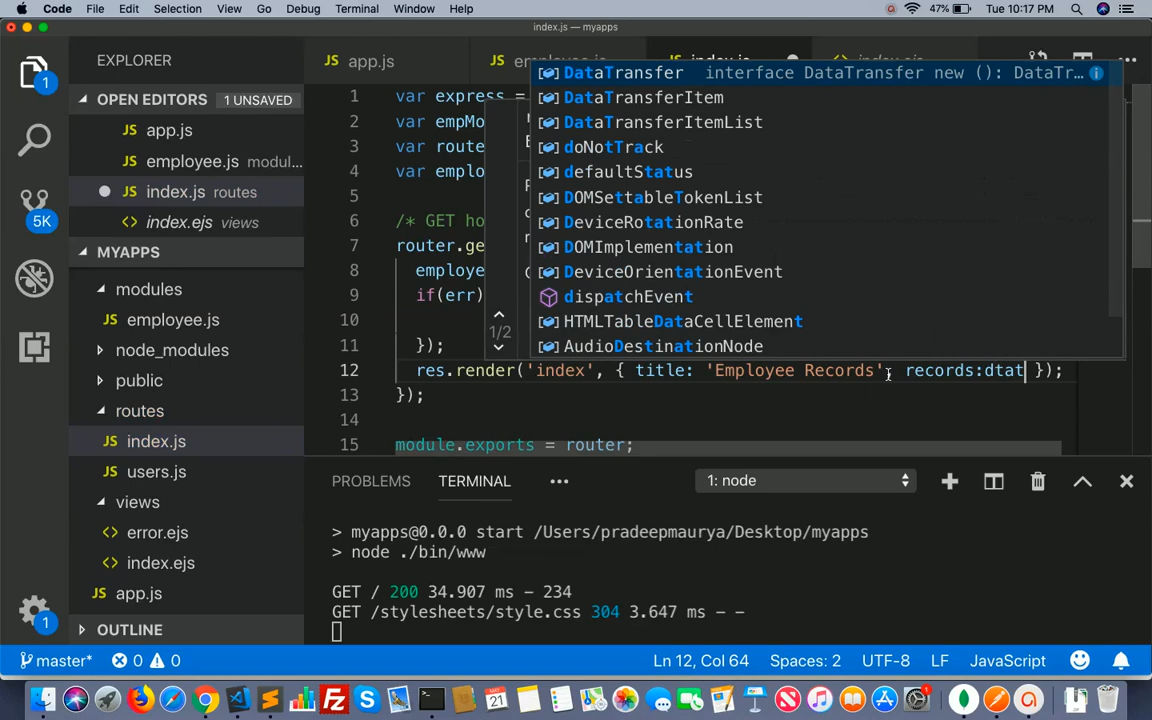 Code File Edit Selection View Go Debug Terminal Window Help 47% Tue 10:17 PM
index.js — myapps
EXPLORER
OPEN EDITORS 1 UNSAVED
JS app.js
JS employee.js modul...
JS index.js routes
<> index.ejs views
MYAPPS
modules
JS employee.js
node_modules
public
routes
JS index.js
JS users.js
views
<> error.ejs
<> index.ejs
JS app.js
OUTLINE
1
5K
1
JS app.js JS
DataTransfer interface DataTransfer new (): DataTr...
DataTransferItem
DataTransferItemList
doNotTrack
defaultStatus
DOMSettableTokenList
DeviceRotationRate
DOMImplementation
DeviceOrientationEvent
dispatchEvent
HTMLTableDataCellElement
AudioDestinationNode
1/2
1 var express =
2 var empMo
3 var route
4 var emplo
5
6 /* GET ho
7 router.ge
8 employe
9 if(err)
10
11 });
12 res.render('index', { title: 'Employee Records', records:dtat });
13 });
14
15 module.exports = router;
PROBLEMS TERMINAL ••• 1: node
> myapps@0.0.0 start /Users/pradeepmaurya/Desktop/myapps
> node ./bin/www
GET / 200 34.907 ms - 234
GET /stylesheets/style.css 304 3.647 ms - -
master* 0 0 Ln 12, Col 64 Spaces: 2 UTF-8 LF JavaScript